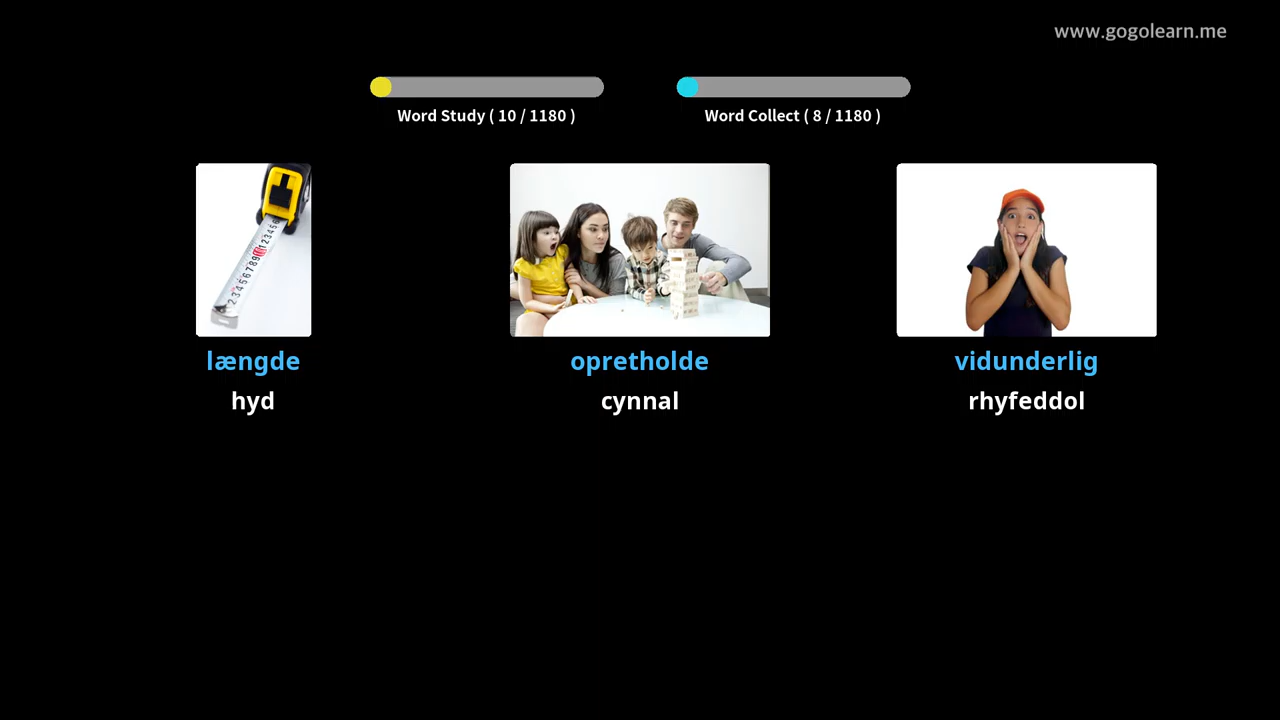 www.gogolearn.me
Word Study ( 10 / 1180 )
Word Collect ( 8 / 1180 )
længde
opretholde
vidunderlig
hyd
cynnal
rhyfeddol